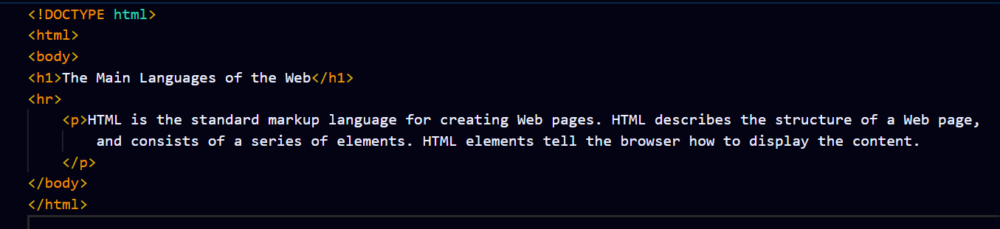 <!DOCTYPE html>
<html>
<body>
<h1>The Main Languages of the Web</h1>
<hr>
<p>HTML is the standard markup language for creating Web pages. HTML describes the structure of a Web page,
and consists of a series of elements. HTML elements tell the browser how to display the content.
</p>
</body>
</html>